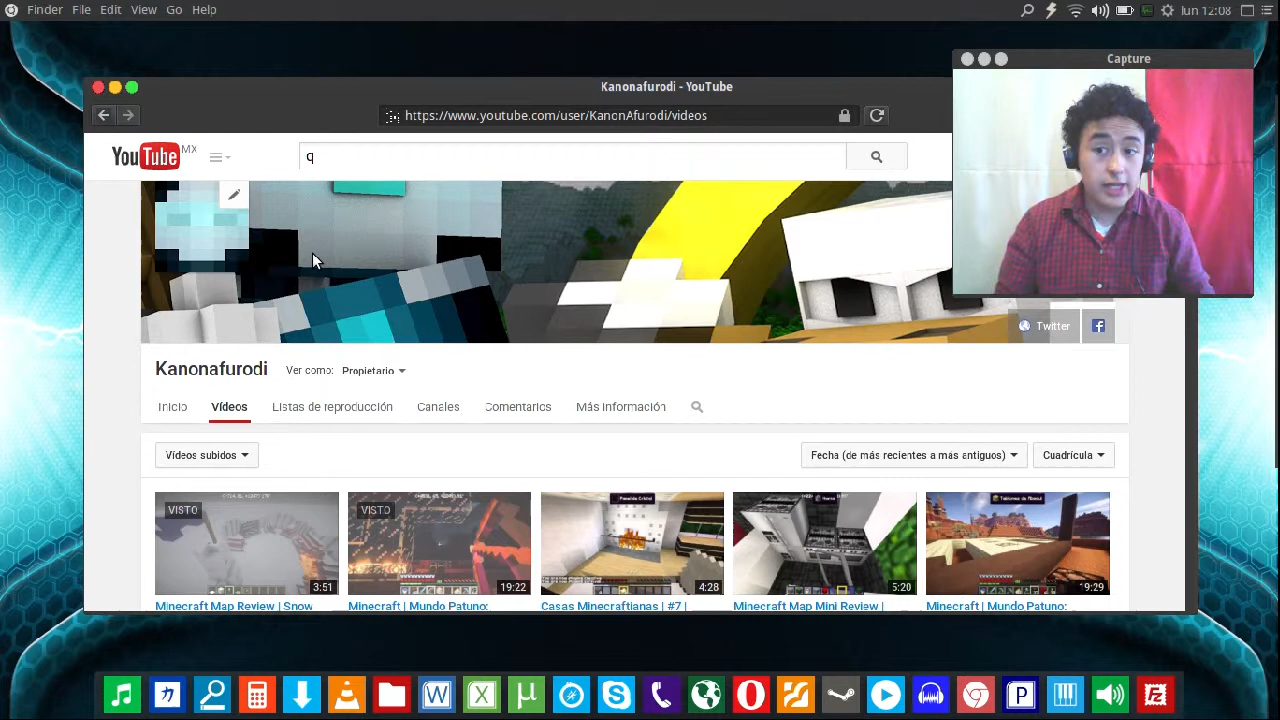 Finder File Edit View Go Help lun 12:08
Capture
Kanonafurodi - YouTube
https://www.youtube.com/user/KanonAfurodi/videos
YouTube MX q
Twitter
Kanonafurodi Ver como: Propietario
Inicio Vídeos Listas de reproducción Canales Comentarios Más información
Vídeos subidos Fecha (de más recientes a más antiguos) Cuadrícula
VISTO VISTO
3:51 19:22 4:28 5:20 19:29
Minecraft Map Review | Snow Minecraft | Mundo Patuno: Casas Minecraftianas | #7 | Minecraft Map Mini Review | Minecraft | Mundo Patuno: